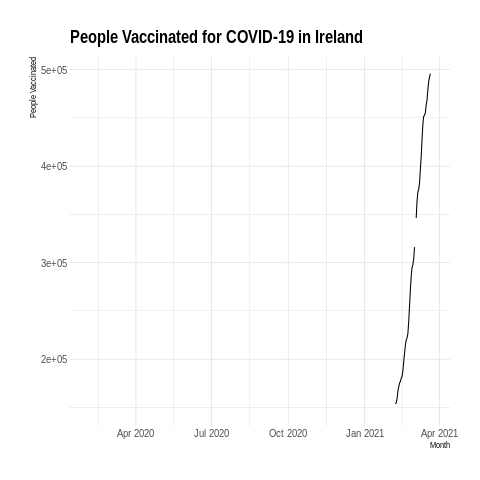 People Vaccinated for COVID-19 in Ireland
People Vaccinated
5e+05
4e+05
3e+05
2e+05
Apr 2020 Jul 2020 Oct 2020 Jan 2021 Apr 2021
Month